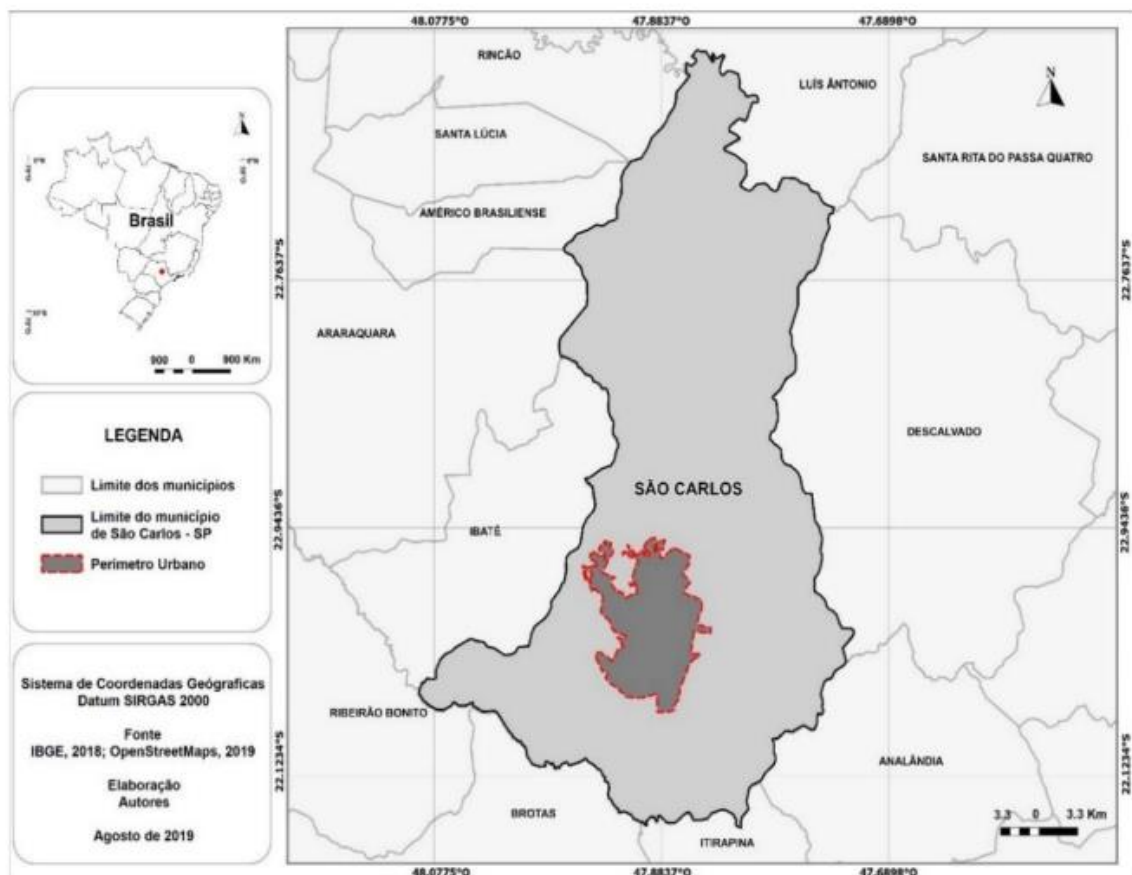 48.0775°O
47.8837°O
47.6898°O
RINCÃO
LUÍS ÂNTONIO
N
SANTA LÚCIA
SANTA RITA DO PASSA QUATRO
AMÉRICO BRASILIENSE
22.7637°S
22.7637°S
ARARAQUARA
DESCALVADO
SÃO CARLOS
22.9436°S
22.9436°S
IBATÉ
RIBEIRÃO BONITO
22.1234°S
22.1234°S
ANALÂNDIA
BROTAS
ITIRAPINA
3.3 0 3.3 Km
48.0775°O
47.8837°O
47.6898°O
N
Brasil
900 0 900 Km
LEGENDA
Limite dos municípios
Limite do município
de São Carlos - SP
Perímetro Urbano
Sistema de Coordenadas Geógraficas
Datum SIRGAS 2000
Fonte
IBGE, 2018; OpenStreetMaps, 2019
Elaboração
Autores
Agosto de 2019